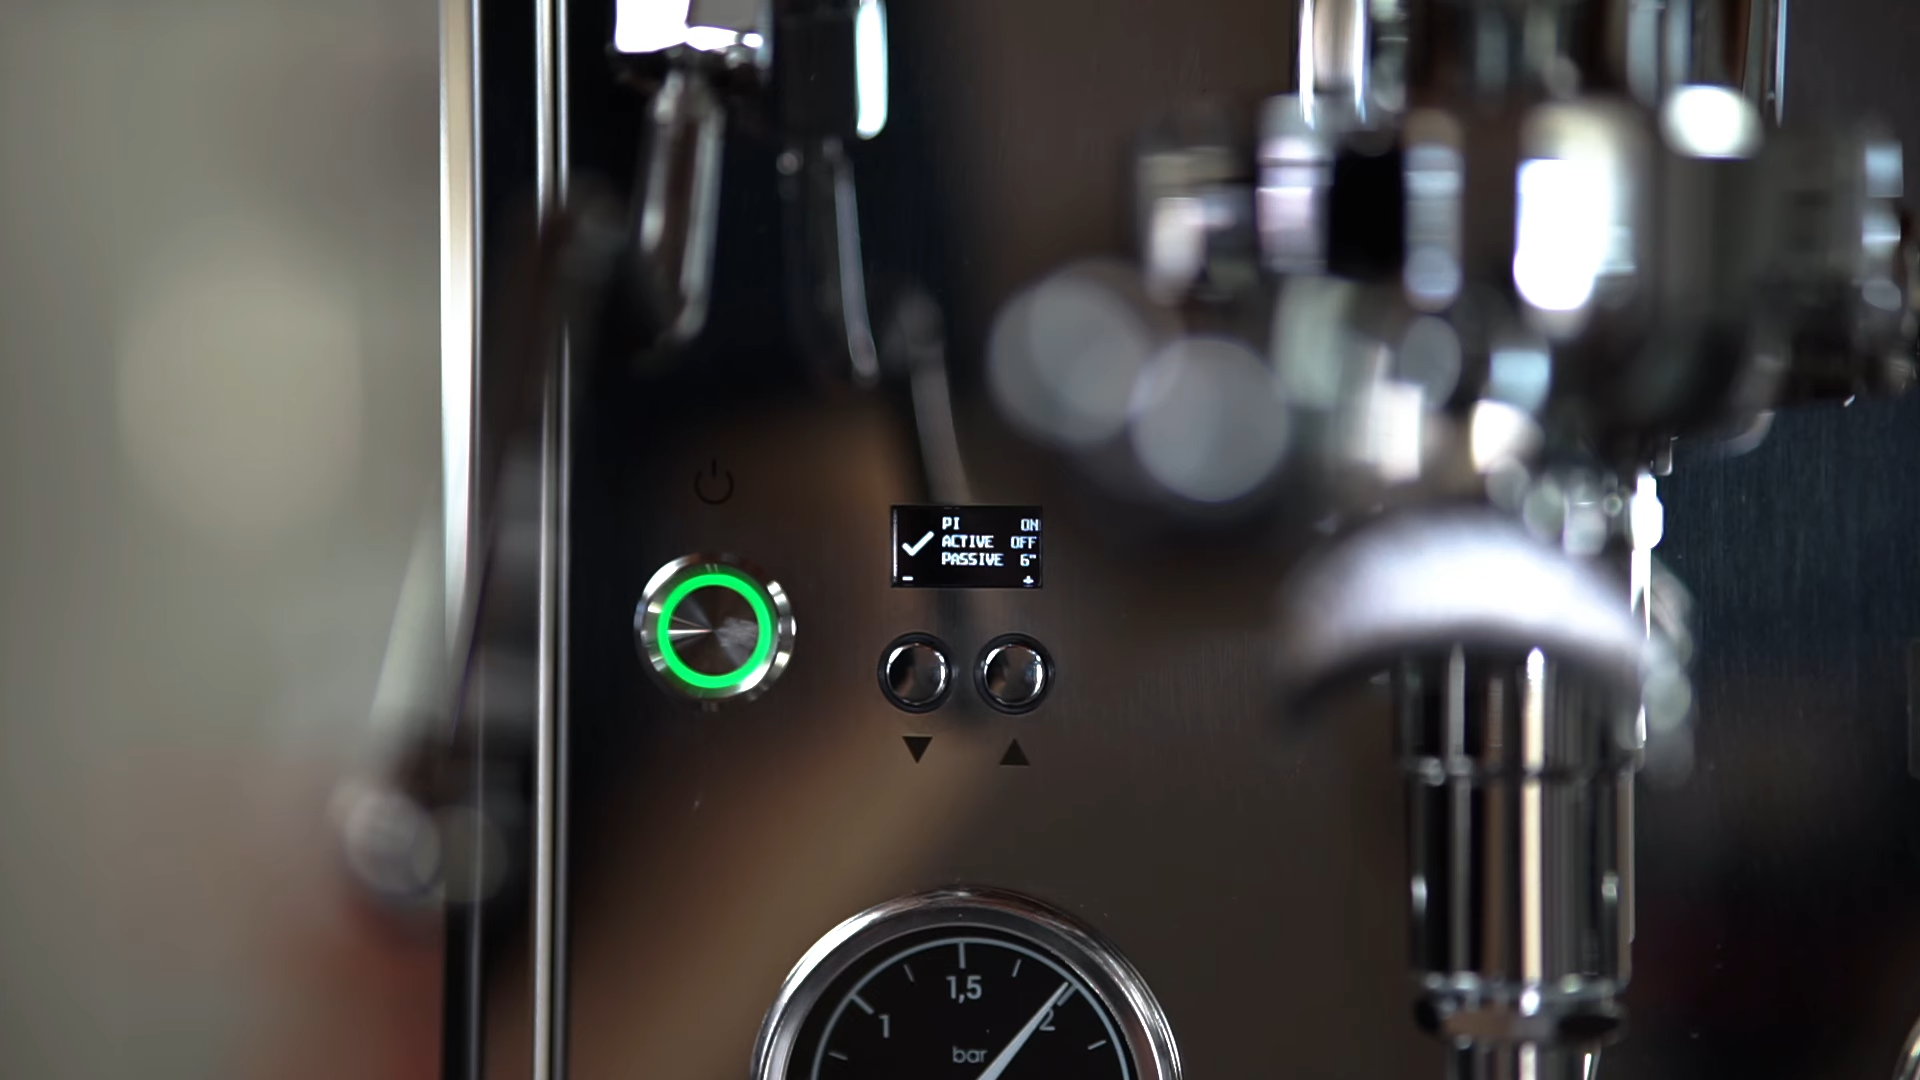 PI ON
ACTIVE OFF
PASSIVE 6"
- +
1,5
1 2
bar